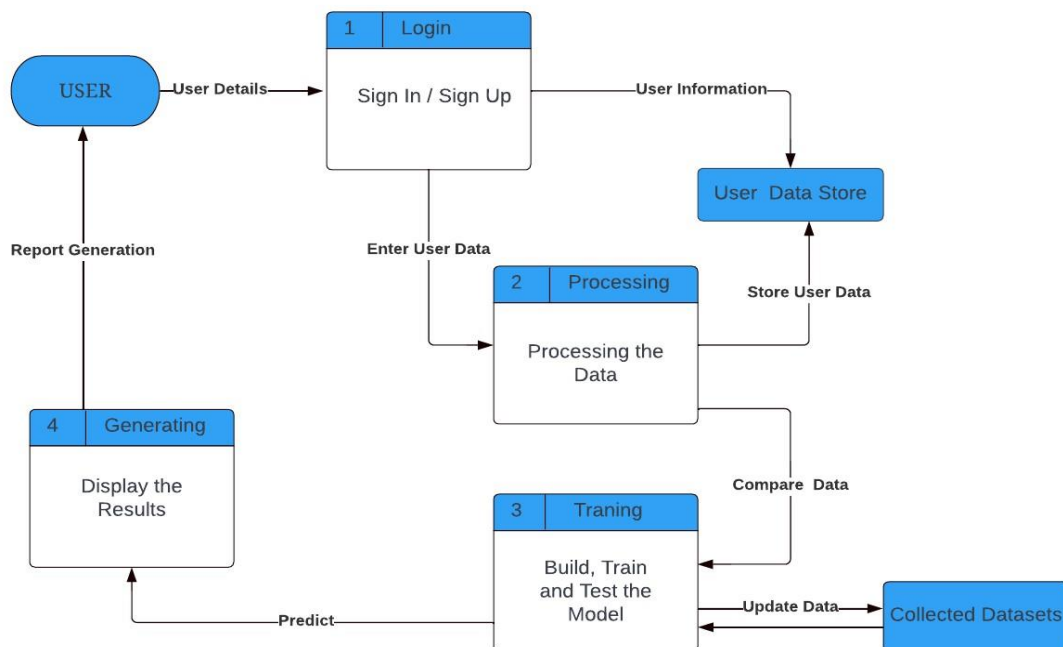 1 Login
USER
User Details
Sign In / Sign Up
User Information
User  Data Store
Report Generation
Enter User Data
2 Processing
Store User Data
Processing the
Data
4 Generating
Display the
Results
Compare  Data
3 Traning
Build, Train
and Test the
Model
Update Data
Collected Datasets
Predict